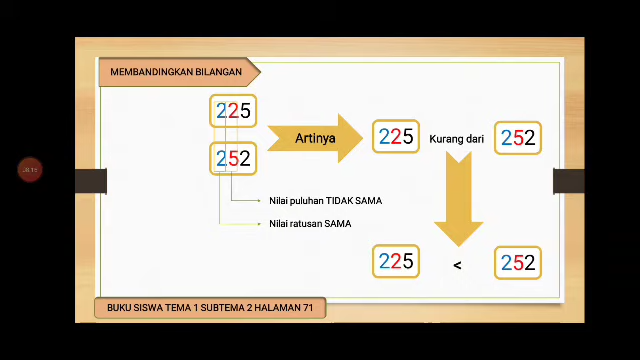 MEMBANDINGKAN BILANGAN
225
252
Artinya
225 Kurang dari 252
Nilai puluhan TIDAK SAMA
Nilai ratusan SAMA
225 < 252
BUKU SISWA TEMA 1 SUBTEMA 2 HALAMAN 71